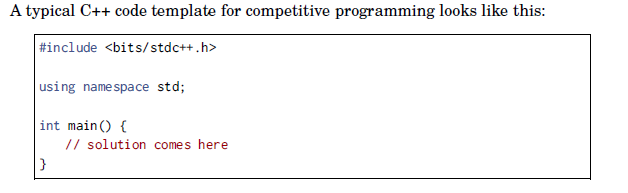 A typical C++ code template for competitive programming looks like this:
#include <bits/stdc++.h>
using namespace std;
int main() {
// solution comes here
}